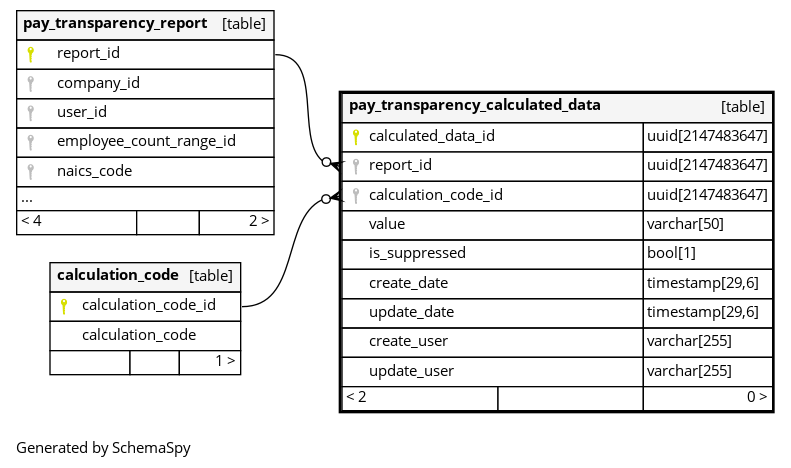 pay_transparency_report [table]
report_id
company_id
user_id
employee_count_range_id
naics_code
...
< 4 2 >
calculation_code [table]
calculation_code_id
calculation_code
1 >
pay_transparency_calculated_data [table]
calculated_data_id uuid[2147483647]
report_id uuid[2147483647]
calculation_code_id uuid[2147483647]
value varchar[50]
is_suppressed bool[1]
create_date timestamp[29,6]
update_date timestamp[29,6]
create_user varchar[255]
update_user varchar[255]
< 2 0 >
Generated by SchemaSpy